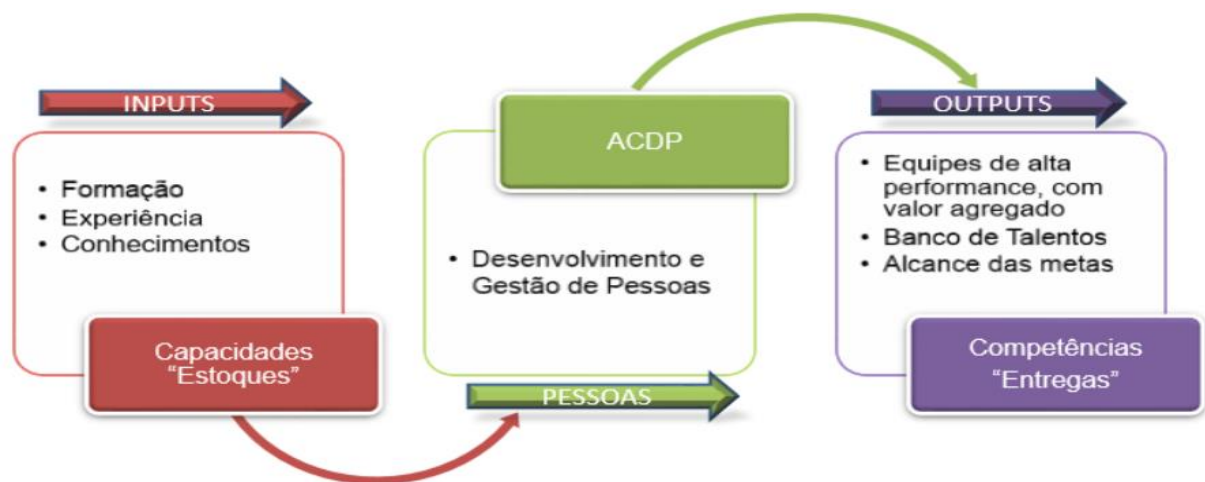 INPUTS
• Formação
• Experiência
• Conhecimentos
Capacidades
“Estoques”
ACDP
• Desenvolvimento e
Gestão de Pessoas
PESSOAS
OUTPUTS
• Equipes de alta
performance, com
valor agregado
• Banco de Talentos
• Alcance das metas
Competências
“Entregas”